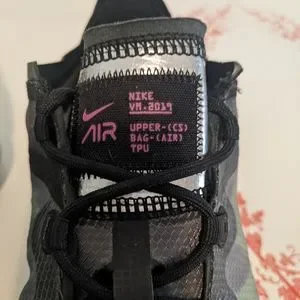 NIKE
VM.2019
AIR
UPPER-(CS)
BAG-(AIR)
TPU